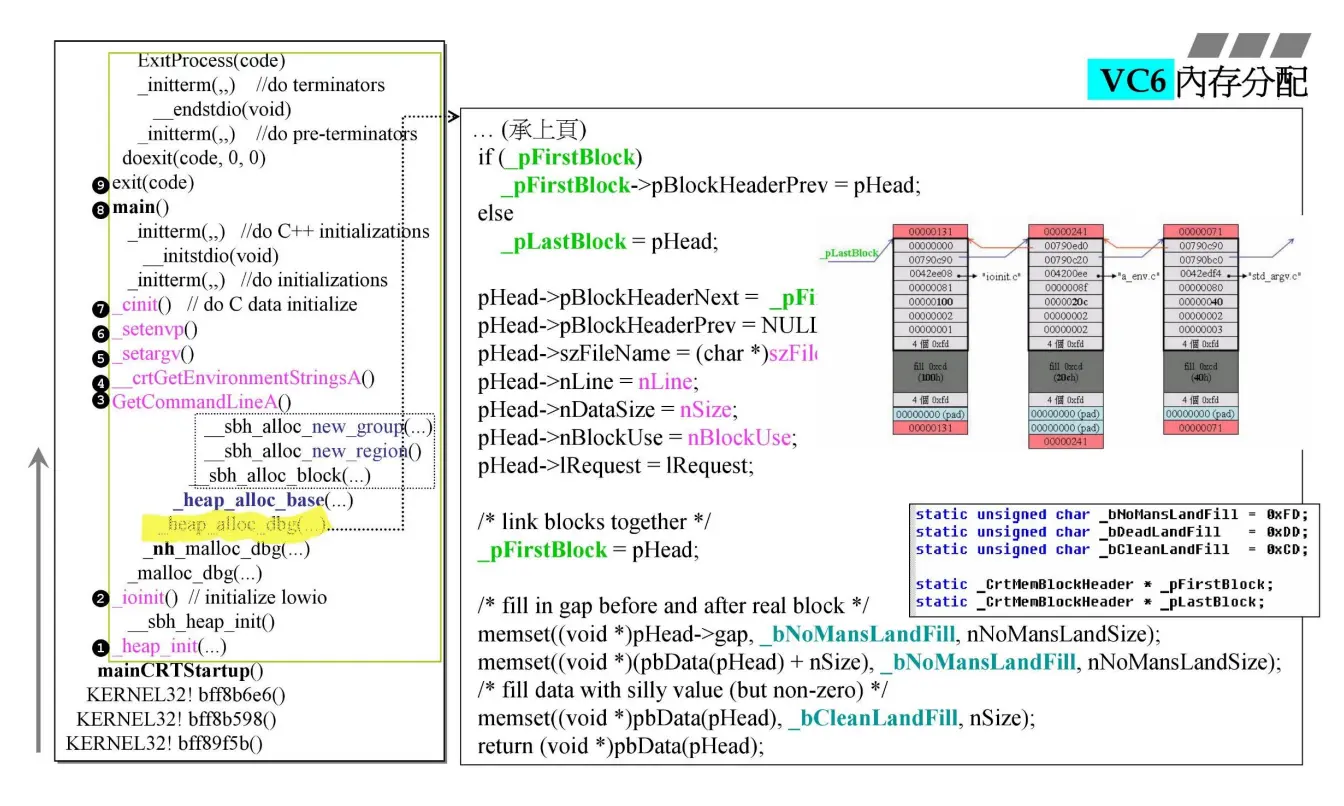 VC6 內存分配
ExitProcess(code)
_initterm(,,) //do terminators
__endstdio(void)
_initterm(,,) //do pre-terminators
doexit(code, 0, 0)
❾ exit(code)
❽ main()
_initterm(,,) //do C++ initializations
__initstdio(void)
_initterm(,,) //do initializations
❼ _cinit() // do C data initialize
❻ _setenvp()
❺ _setargv()
❹ __crtGetEnvironmentStringsA()
❸ GetCommandLineA()
__sbh_alloc_new_group(...)
__sbh_alloc_new_region()
__sbh_alloc_block(...)
_heap_alloc_base(...)
_heap_alloc_dbg(...)
_nh_malloc_dbg(...)
_malloc_dbg(...)
❷ _ioinit() // initialize lowio
__sbh_heap_init()
❶ _heap_init(...)
mainCRTStartup()
KERNEL32! bff8b6e6()
KERNEL32! bff8b598()
KERNEL32! bff89f5b()
… (承上頁)
if (_pFirstBlock)
_pFirstBlock->pBlockHeaderPrev = pHead;
else
_pLastBlock = pHead;
pHead->pBlockHeaderNext = _pFi
pHead->pBlockHeaderPrev = NULL
pHead->szFileName = (char *)szFil
pHead->nLine = nLine;
pHead->nDataSize = nSize;
pHead->nBlockUse = nBlockUse;
pHead->lRequest = lRequest;
/* link blocks together */
_pFirstBlock = pHead;
/* fill in gap before and after real block */
memset((void *)pHead->gap, _bNoMansLandFill, nNoMansLandSize);
memset((void *)(pbData(pHead) + nSize), _bNoMansLandFill, nNoMansLandSize);
/* fill data with silly value (but non-zero) */
memset((void *)pbData(pHead), _bCleanLandFill, nSize);
return (void *)pbData(pHead);
_pLastBlock
00000131
00000000
00790c90
0042ee08 "ioinit.c"
00000081
00000100
00000002
00000001
4 個 0xfd
fill 0xcd
(100h)
4 個 0xfd
00000000 (pad)
00000131
00000241
00790ed0
00790c20
004200ee "a_env.c"
0000008f
0000020c
00000002
00000002
4 個 0xfd
fill 0xcd
(20ch)
4 個 0xfd
00000000 (pad)
00000000 (pad)
00000241
00000071
00790c90
00790bc0
0042edf4 "std_argv.c"
00000080
00000040
00000002
00000003
4 個 0xfd
fill 0xcd
(40h)
4 個 0xfd
00000000 (pad)
00000071
static unsigned char _bNoMansLandFill = 0xFD;
static unsigned char _bDeadLandFill = 0xDD;
static unsigned char _bCleanLandFill = 0xCD;
static _CrtMemBlockHeader * _pFirstBlock;
static _CrtMemBlockHeader * _pLastBlock;